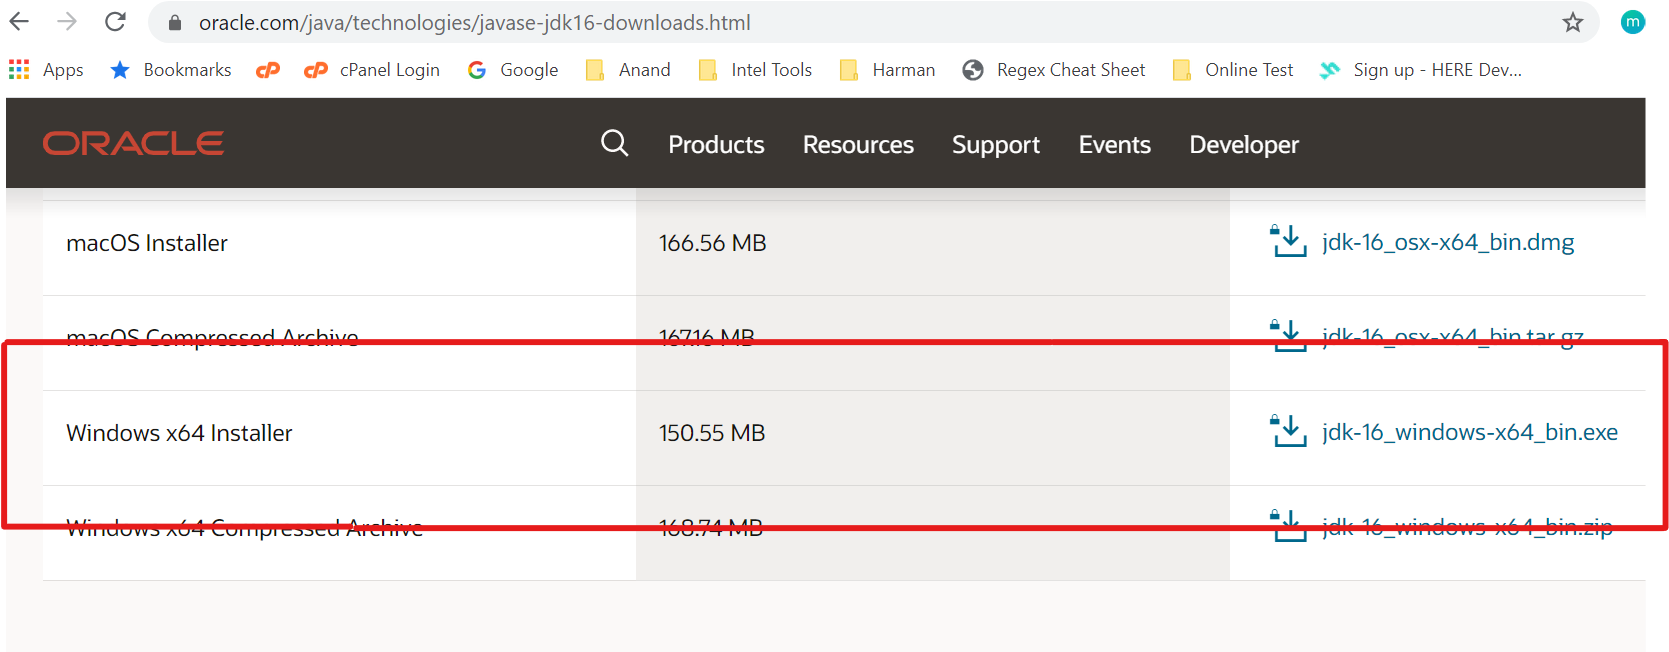 oracle.com/java/technologies/javase-jdk16-downloads.html
m
Apps Bookmarks cP cP cPanel Login G Google Anand Intel Tools Harman Regex Cheat Sheet Online Test Sign up - HERE Dev...
ORACLE Products Resources Support Events Developer
macOS Installer 166.56 MB jdk-16_osx-x64_bin.dmg
macOS Compressed Archive 167.16 MB jdk-16_osx-x64_bin.tar.gz
Windows x64 Installer 150.55 MB jdk-16_windows-x64_bin.exe
Windows x64 Compressed Archive 168.74 MB jdk-16_windows-x64_bin.zip